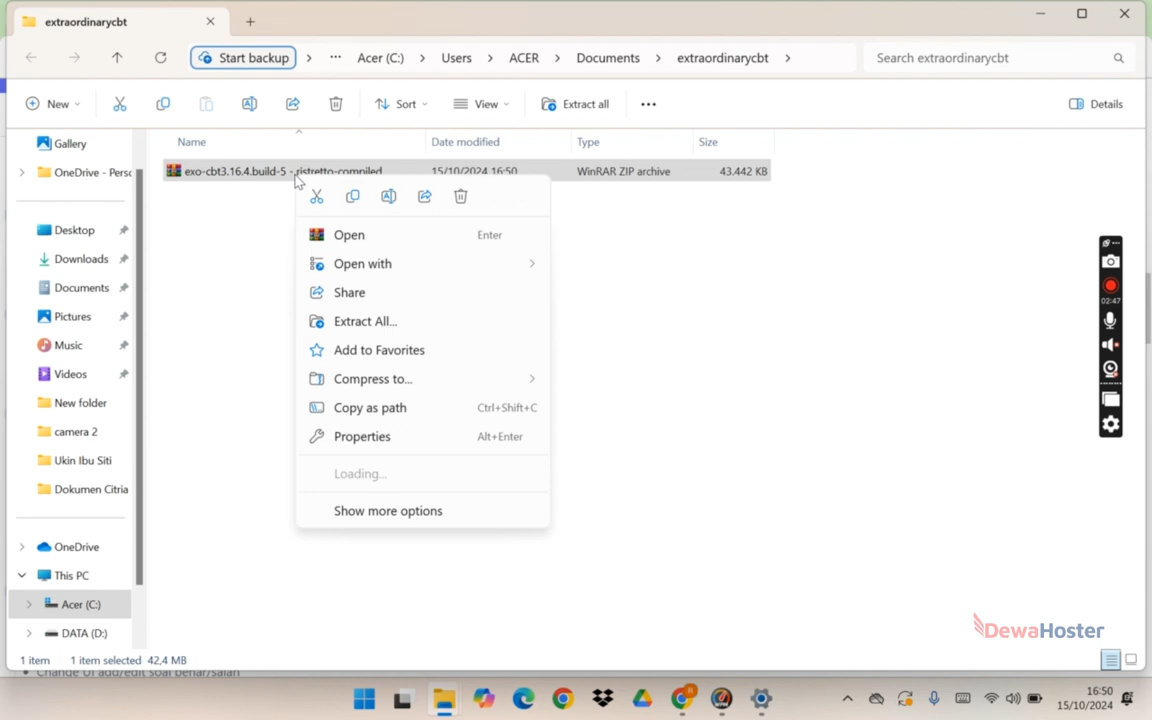 extraordinarycbt
Start backup
Acer (C:)
Users
ACER
Documents
extraordinarycbt
Search extraordinarycbt
New
Sort
View
Extract all
Details
Name
Date modified
Type
Size
exo-cbt3.16.4.build-5 - ristretto-compiled
15/10/2024 16:50
WinRAR ZIP archive
43.442 KB
Gallery
OneDrive - Persc
Desktop
Downloads
Documents
Pictures
Music
Videos
New folder
camera 2
Ukin Ibu Siti
Dokumen Citria
OneDrive
This PC
Acer (C:)
DATA (D:)
Open
Enter
Open with
Share
Extract All...
Add to Favorites
Compress to...
Copy as path
Ctrl+Shift+C
Properties
Alt+Enter
Loading...
Show more options
02:47
DewaHoster
1 item
1 item selected 42,4 MB
Change UI add/edit soal benar/salah
16:50
15/10/2024